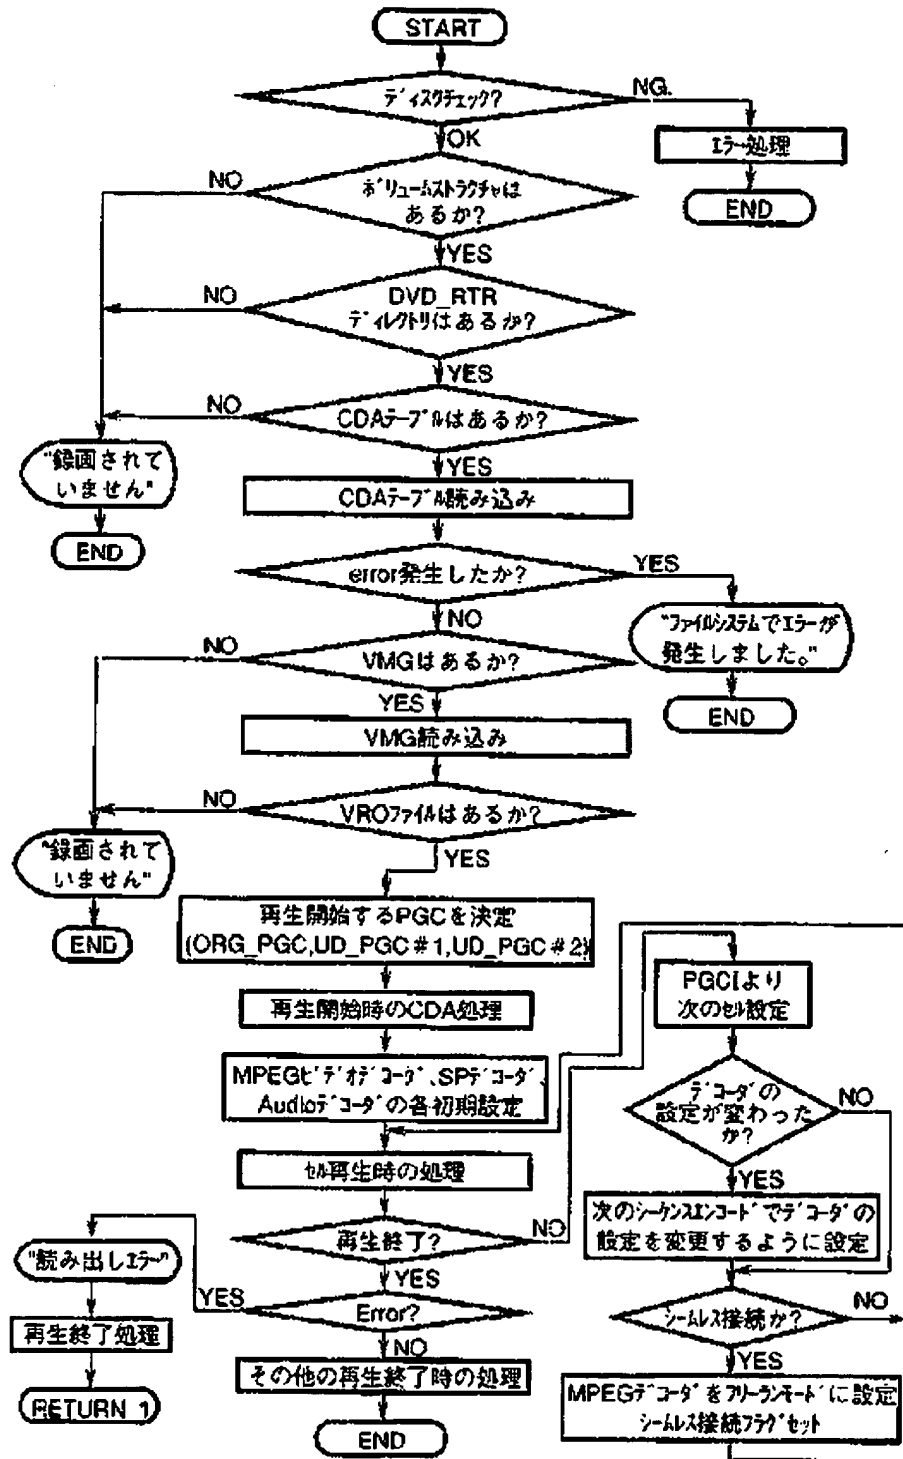 START
ディスクチェック?
NG.
OK
エラー処理
END
ボリュームストラクチャは
あるか?
NO
YES
DVD_RTR
ディレクトリはあるか?
NO
YES
CDAテーブルはあるか?
NO
YES
"録画されて
いません"
END
CDAテーブル読み込み
error発生したか?
YES
NO
"ファイルシステムでエラーが
発生しました。"
END
VMGはあるか?
NO
YES
VMG読み込み
VROファイルはあるか?
NO
YES
"録画されて
いません"
END
再生開始するPGCを決定
(ORG_PGC,UD_PGC#1,UD_PGC#2)
再生開始時のCDA処理
MPEGビデオデコーダ、SPデコーダ、
Audioデコーダの各初期設定
セル再生時の処理
再生終了?
NO
YES
Error?
YES
NO
"読み出しエラー"
再生終了処理
RETURN 1
その他の再生終了時の処理
END
PGCIより
次のセル設定
デコーダの
設定が変わった
か?
NO
YES
次のシーケンスエンコードでデコーダの
設定を変更するように設定
シームレス接続か?
NO
YES
MPEGデコーダをフリーランモードに設定
シームレス接続フラグセット